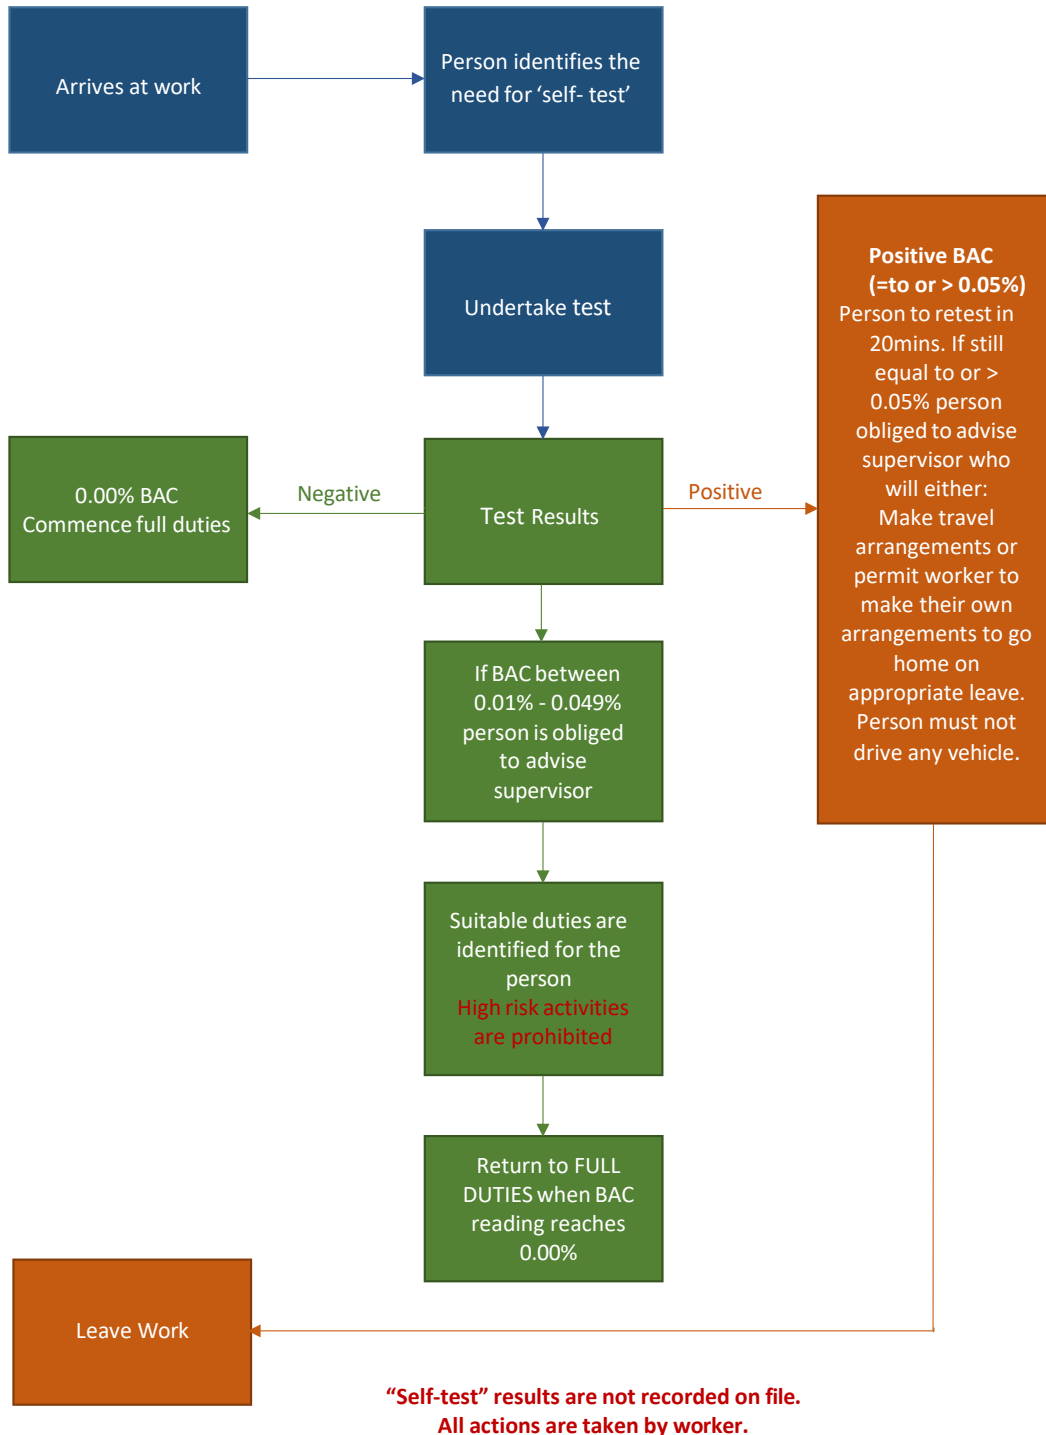 Arrives at work
Person identifies the
need for ‘self- test’
Undertake test
Positive BAC
(=to or > 0.05%)
Person to retest in
20mins. If still
equal to or >
0.05% person
obliged to advise
supervisor who
will either:
Make travel
arrangements or
permit worker to
make their own
arrangements to go
home on
appropriate leave.
Person must not
drive any vehicle.
0.00% BAC
Commence full duties
Negative
Test Results
Positive
If BAC between
0.01% - 0.049%
person is obliged
to advise
supervisor
Suitable duties are
identified for the
person
High risk activities
are prohibited
Return to FULL
DUTIES when BAC
reading reaches
0.00%
Leave Work
“Self-test” results are not recorded on file.
All actions are taken by worker.